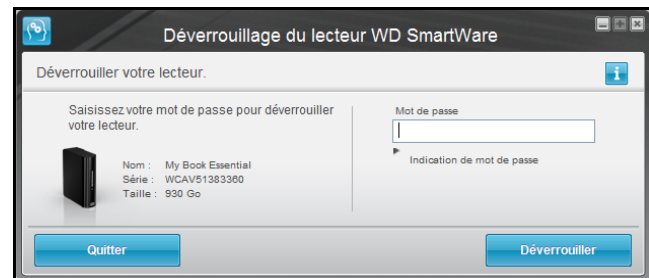 Déverrouillage du lecteur WD SmartWare
Déverrouiller votre lecteur.
Saisissez votre mot de passe pour déverrouiller
votre lecteur.
Nom : My Book Essential
Série : WCAV51383360
Taille : 930 Go
Mot de passe
Indication de mot de passe
Quitter
Déverrouiller